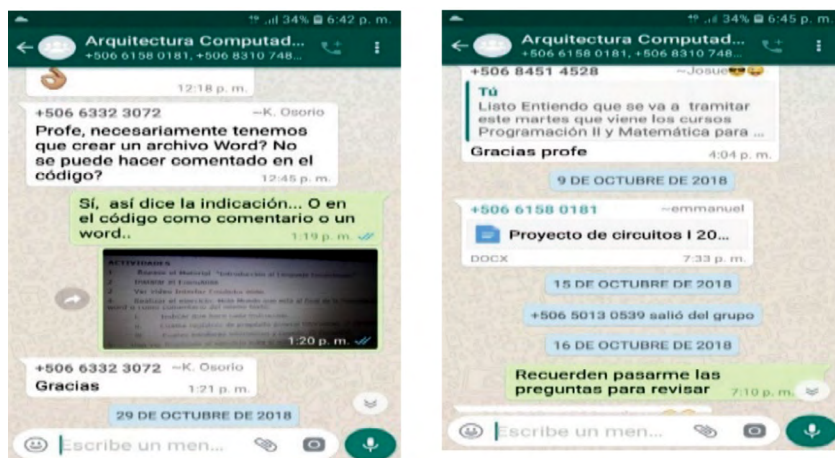 34% 6:42 p. m.
Arquitectura Computad...
+506 6158 0181, +506 8310 748...
12:18 p. m.
+506 6332 3072 ~K. Osorio
Profe, necesariamente tenemos
que crear un archivo Word? No
se puede hacer comentado en el
código? 12:45 p. m.
Sí, así dice la indicación... O en
el código como comentario o un
word.. 1:19 p. m.
ACTIVIDADES
1:20 p. m.
+506 6332 3072 ~K. Osorio
Gracias 1:21 p. m.
29 DE OCTUBRE DE 2018
Escribe un men...
34% 6:45 p. m.
Arquitectura Computad...
+506 6158 0181, +506 8310 748...
+506 8451 4528 ~Josue😎😄
Tú
Listo Entiendo que se va a tramitar
este martes que viene los cursos
Programación II y Matemática para ...
Gracias profe 4:04 p. m.
9 DE OCTUBRE DE 2018
+506 6158 0181 ~emmanuel
Proyecto de circuitos I 20...
DOCX 7:33 p. m.
15 DE OCTUBRE DE 2018
+506 5013 0539 salió del grupo
16 DE OCTUBRE DE 2018
Recuerden pasarme las
preguntas para revisar 7:10 p. m.
Escribe un men...